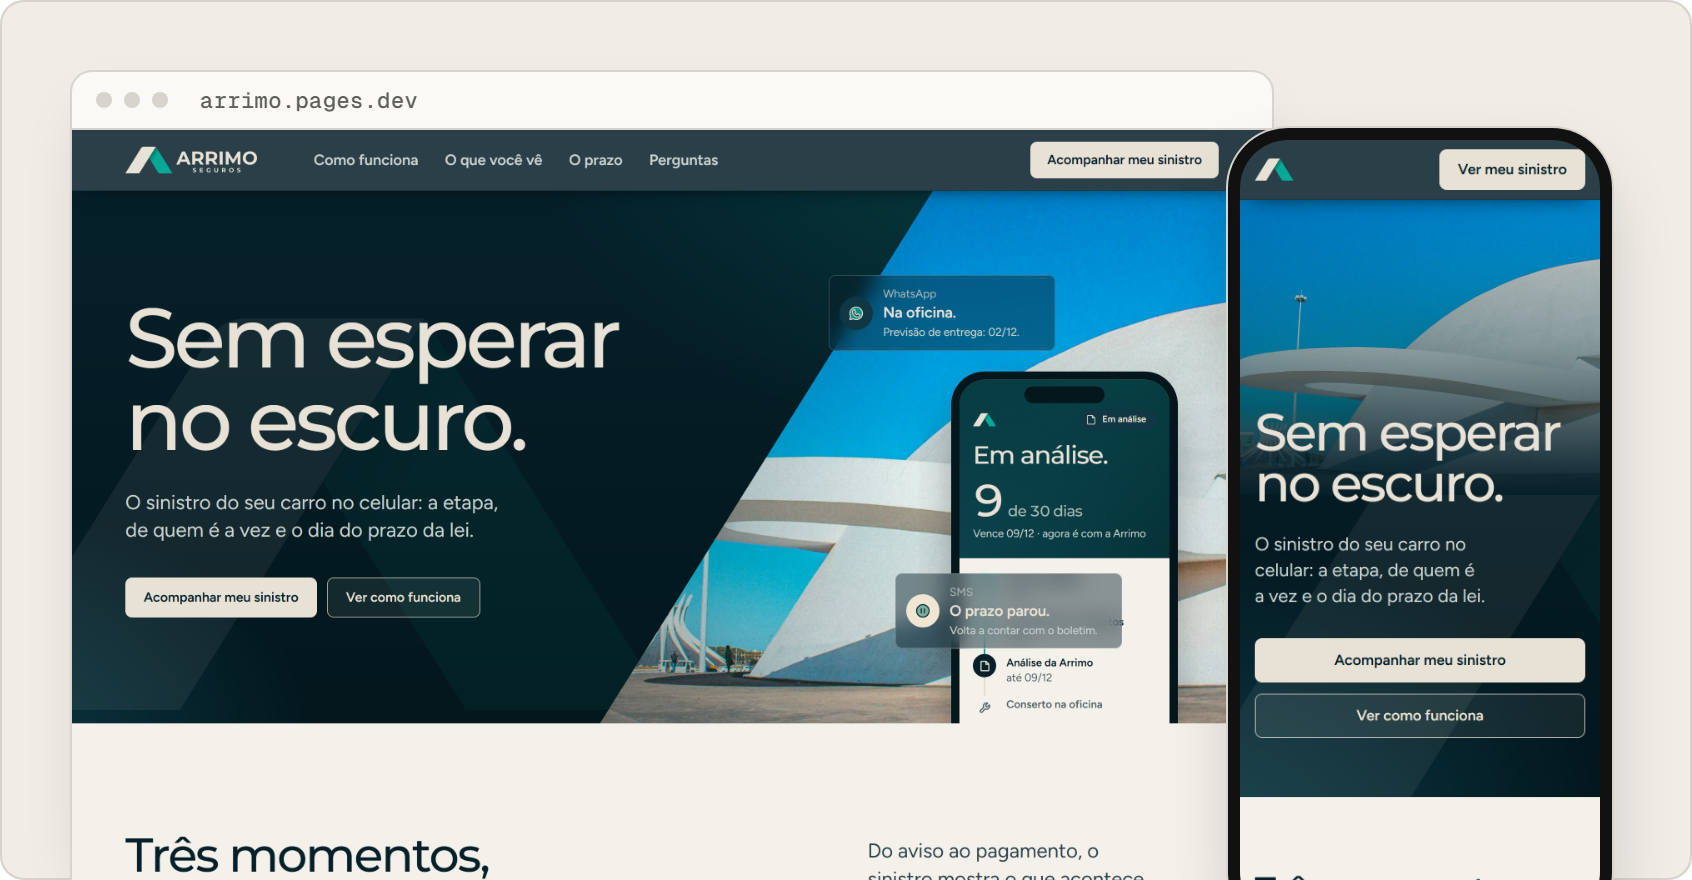 arrimo.pages.dev
ARRIMO
SEGUROS
Como funciona
O que você vê
O prazo
Perguntas
Acompanhar meu sinistro
Sem esperar
no escuro.
O sinistro do seu carro no celular: a etapa,
de quem é a vez e o dia do prazo da lei.
Acompanhar meu sinistro
Ver como funciona
WhatsApp
Na oficina.
Previsão de entrega: 02/12.
Em análise
Em análise.
9 de 30 dias
Vence 09/12 · agora é com a Arrimo
SMS
O prazo parou.
Volta a contar com o boletim.
Análise da Arrimo
até 09/12
Conserto na oficina
Três momentos,
Do aviso ao pagamento, o
sinistro mostra o que acontece
Ver meu sinistro
Sem esperar
no escuro.
O sinistro do seu carro no
celular: a etapa, de quem é
a vez e o dia do prazo da lei.
Acompanhar meu sinistro
Ver como funciona